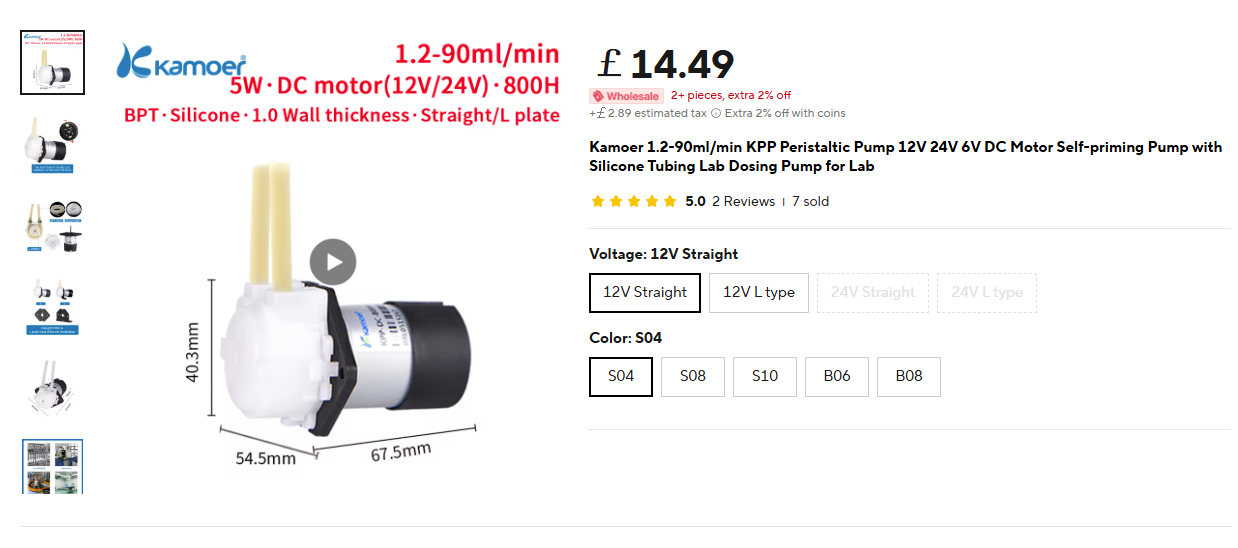 Kamoer
1.2-90ml/min
5W·DC motor(12V/24V)·800H
BPT·Silicone·1.0 Wall thickness·Straight/L plate
40.3mm
54.5mm
67.5mm
Kamoer
£14.49
Wholesale 2+ pieces, extra 2% off
+£2.89 estimated tax Extra 2% off with coins
Kamoer 1.2-90ml/min KPP Peristaltic Pump 12V 24V 6V DC Motor Self-priming Pump with
Silicone Tubing Lab Dosing Pump for Lab
5.0 2 Reviews 7 sold
Voltage: 12V Straight
12V Straight 12V L type 24V Straight 24V L type
Color: S04
S04 S08 S10 B06 B08